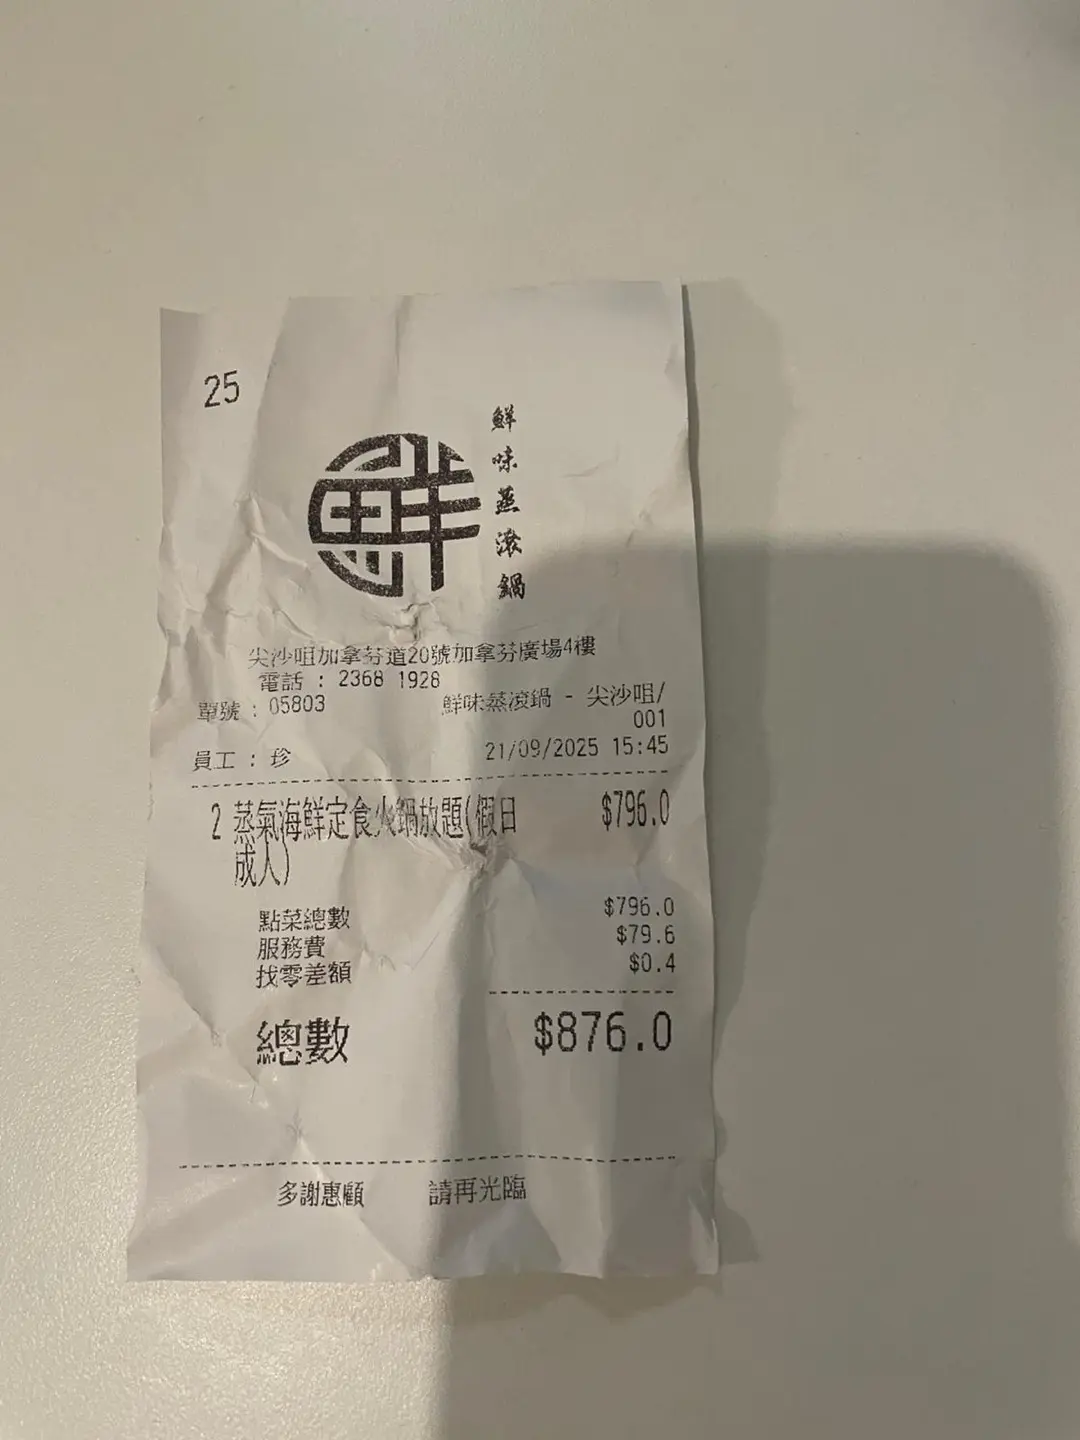 25
鮮
鮮味蒸滾鍋
尖沙咀加拿芬道20號加拿芬廣場4樓
電話 : 2368 1928
單號 : 05803 鮮味蒸滾鍋 - 尖沙咀/
001
員工 : 珍 21/09/2025 15:45
2 蒸氣海鮮定食火鍋放題(假日 $796.0
成人)
點菜總數 $796.0
服務費 $79.6
找零差額 $0.4
總數 $876.0
多謝惠顧 請再光臨